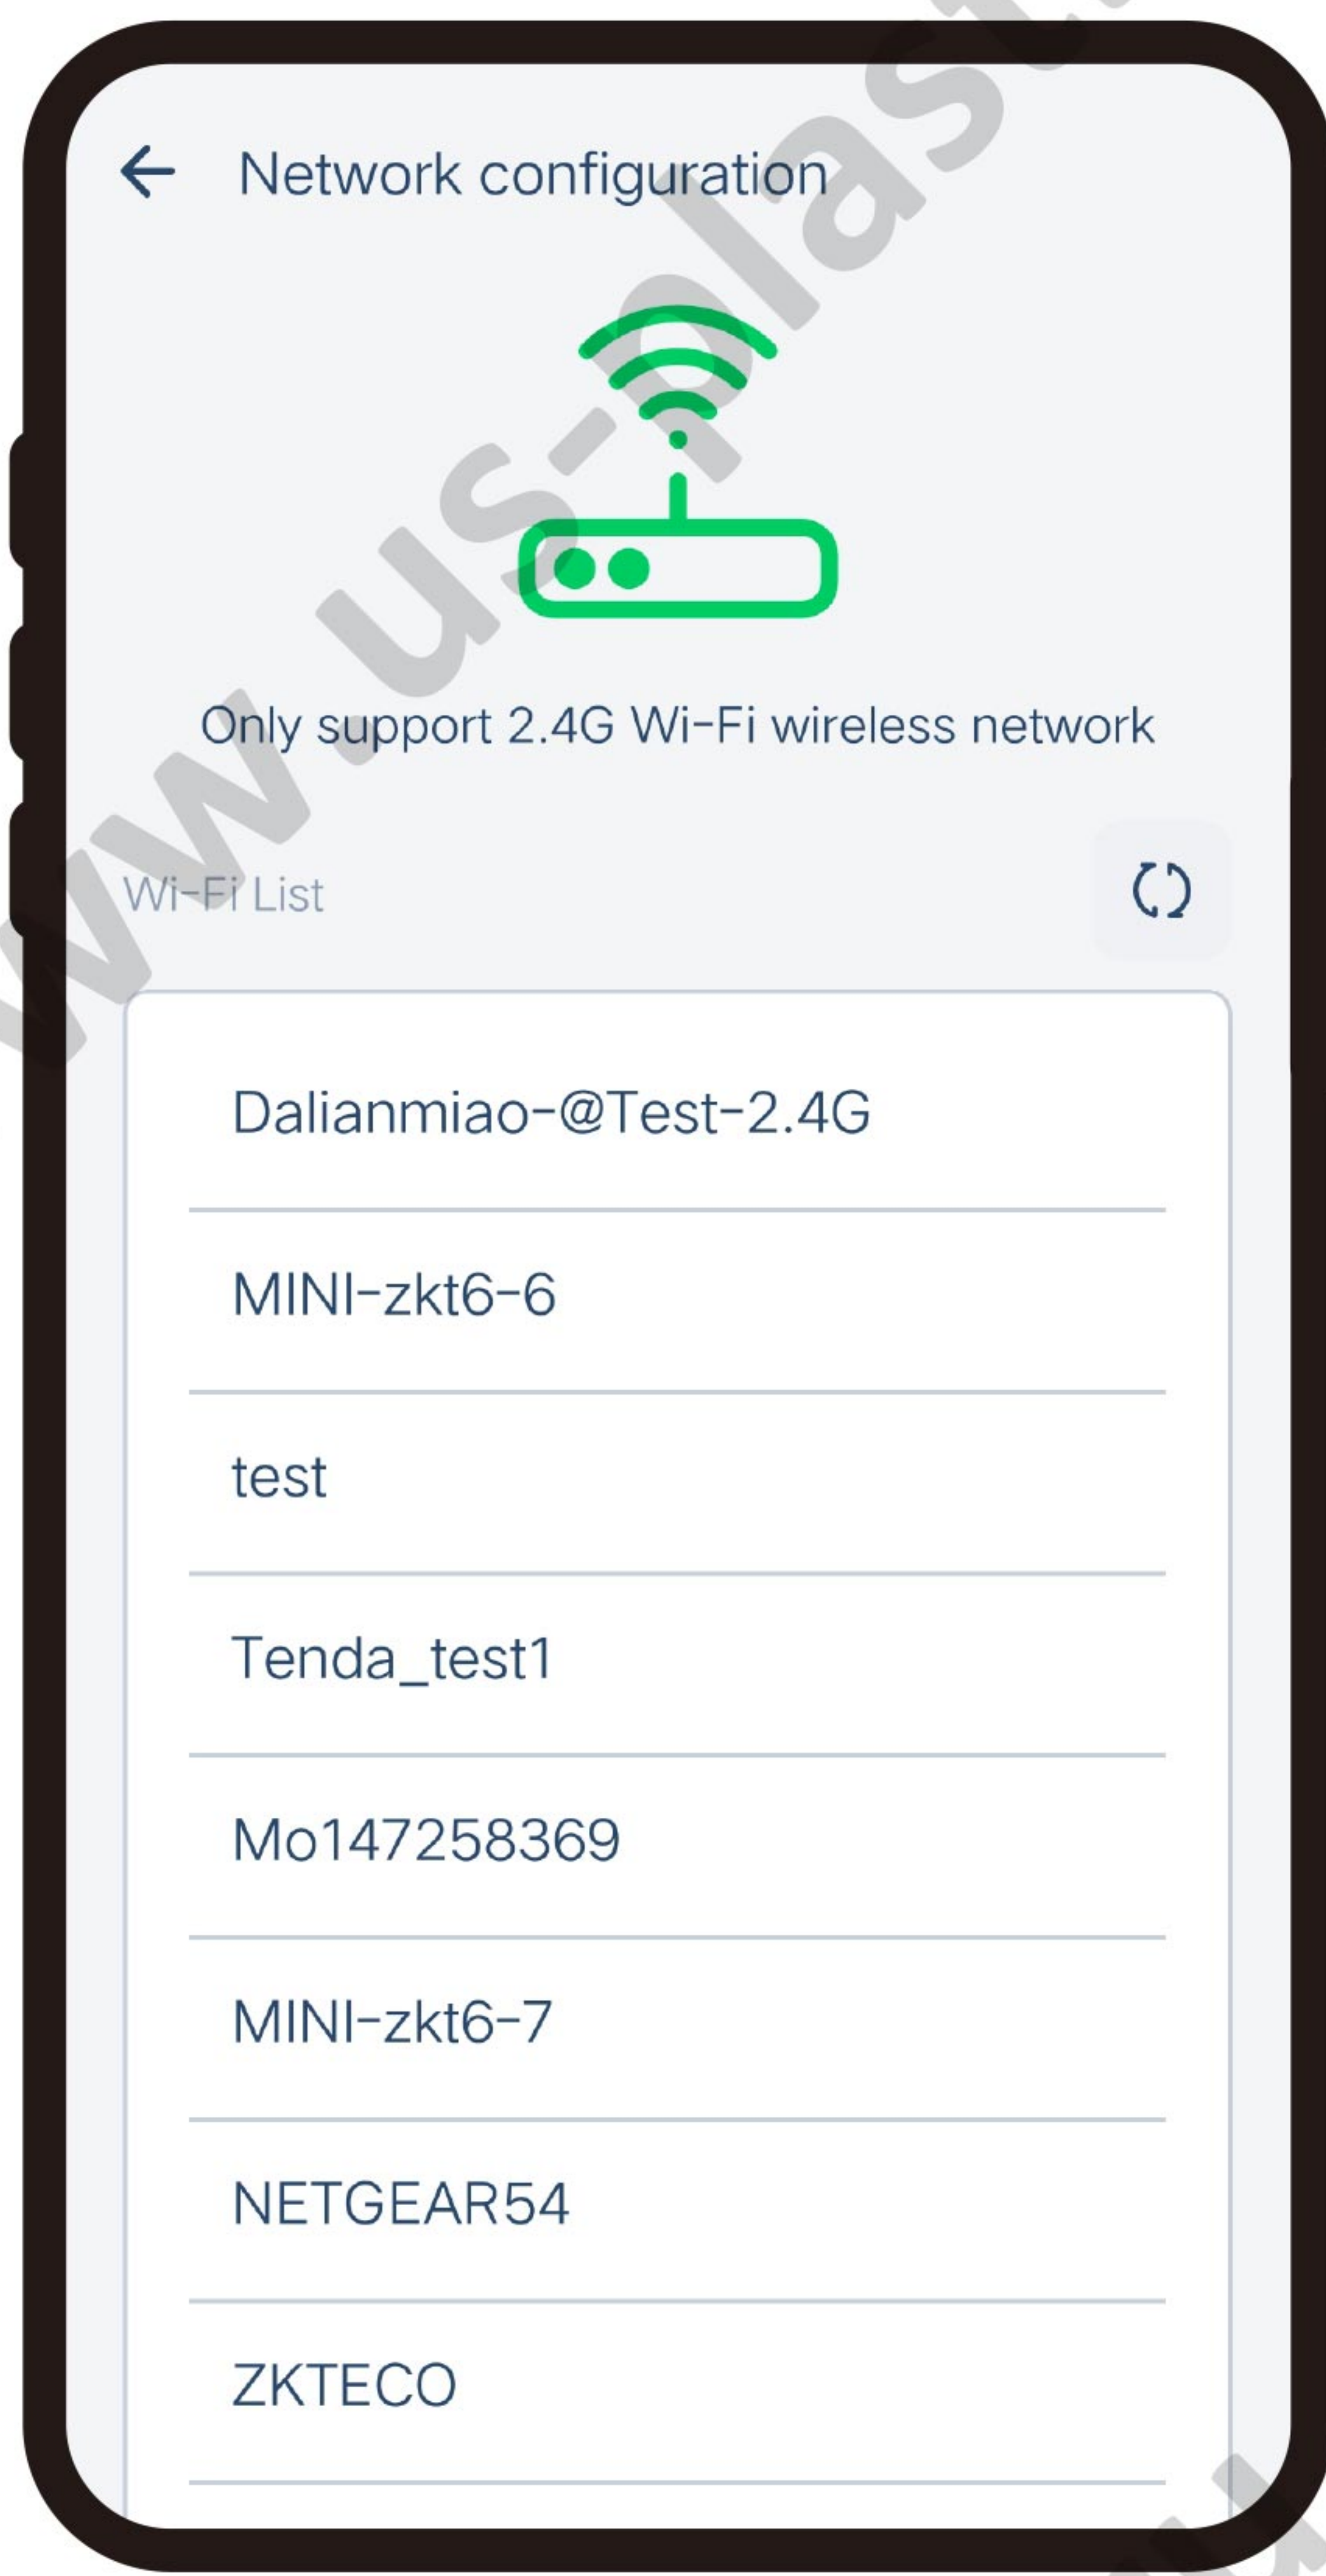 Network configuration
Only support 2.4G Wi-Fi wireless network
Wi-Fi List
Dalianmiao-@Test-2.4G
MINI-zkt6-6
test
Tenda_test1
Mo147258369
MINI-zkt6-7
NETGEAR54
ZKTECO